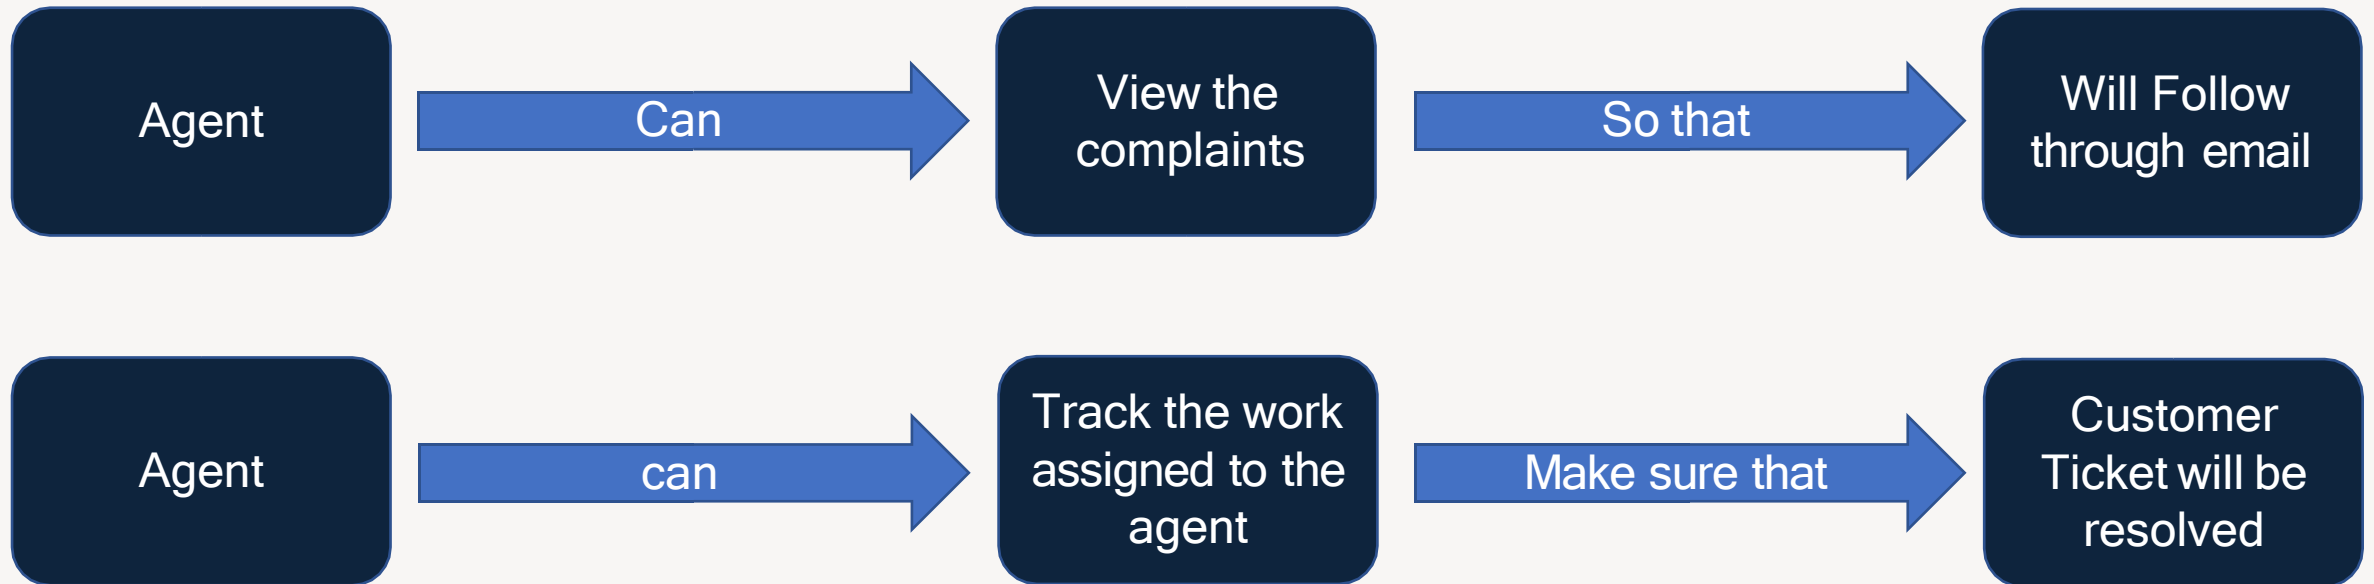 Agent
Can
View the
complaints
So that
Will Follow
through email
Agent
can
Track the work
assigned to the
agent
Make sure that
Customer
Ticket will be
resolved